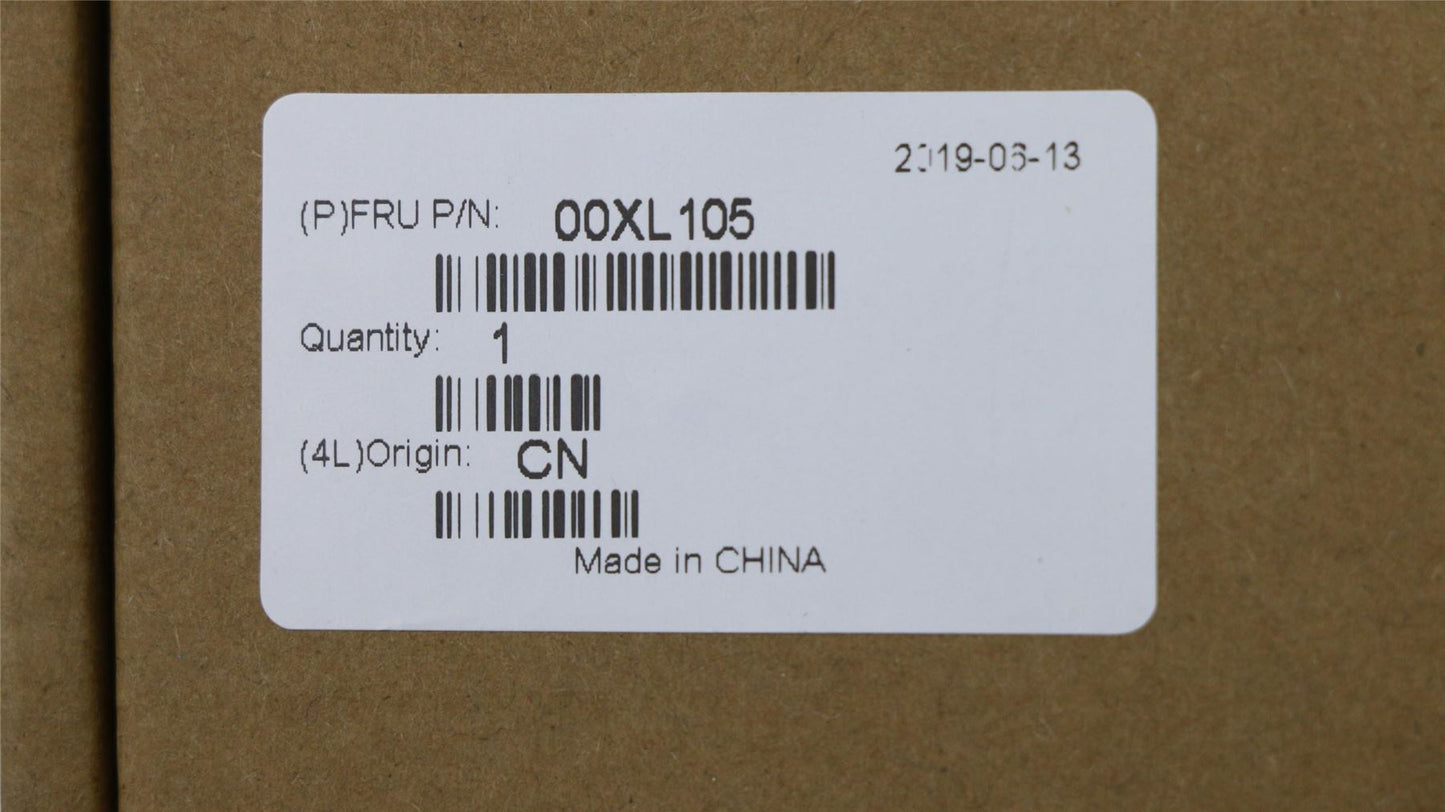 2019-06-13
(P)FRU P/N: 00XL105
Quantity: 1
(4L)Origin: CN
Made in CHINA